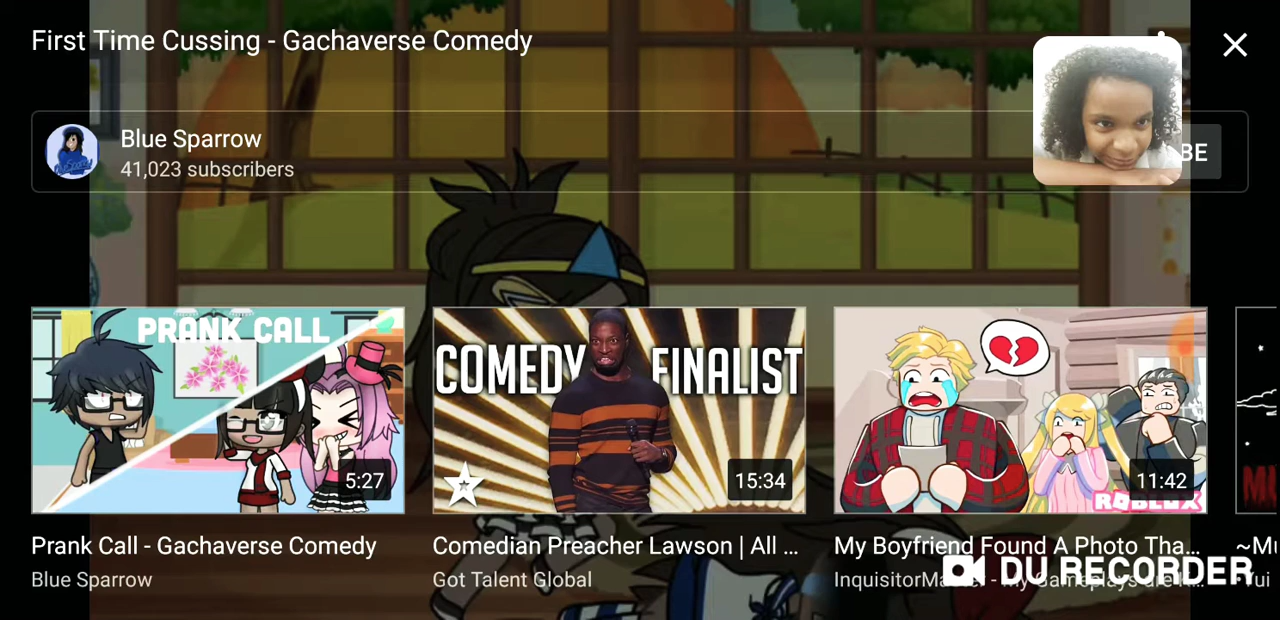 First Time Cussing - Gachaverse Comedy
Blue Sparrow
41,023 subscribers
BE
PRANK CALL
5:27
COMEDY FINALIST
15:34
11:42
ROBLOX
Prank Call - Gachaverse Comedy
Blue Sparrow
Comedian Preacher Lawson | All ...
Got Talent Global
My Boyfriend Found A Photo Tha...
DU RECORDER